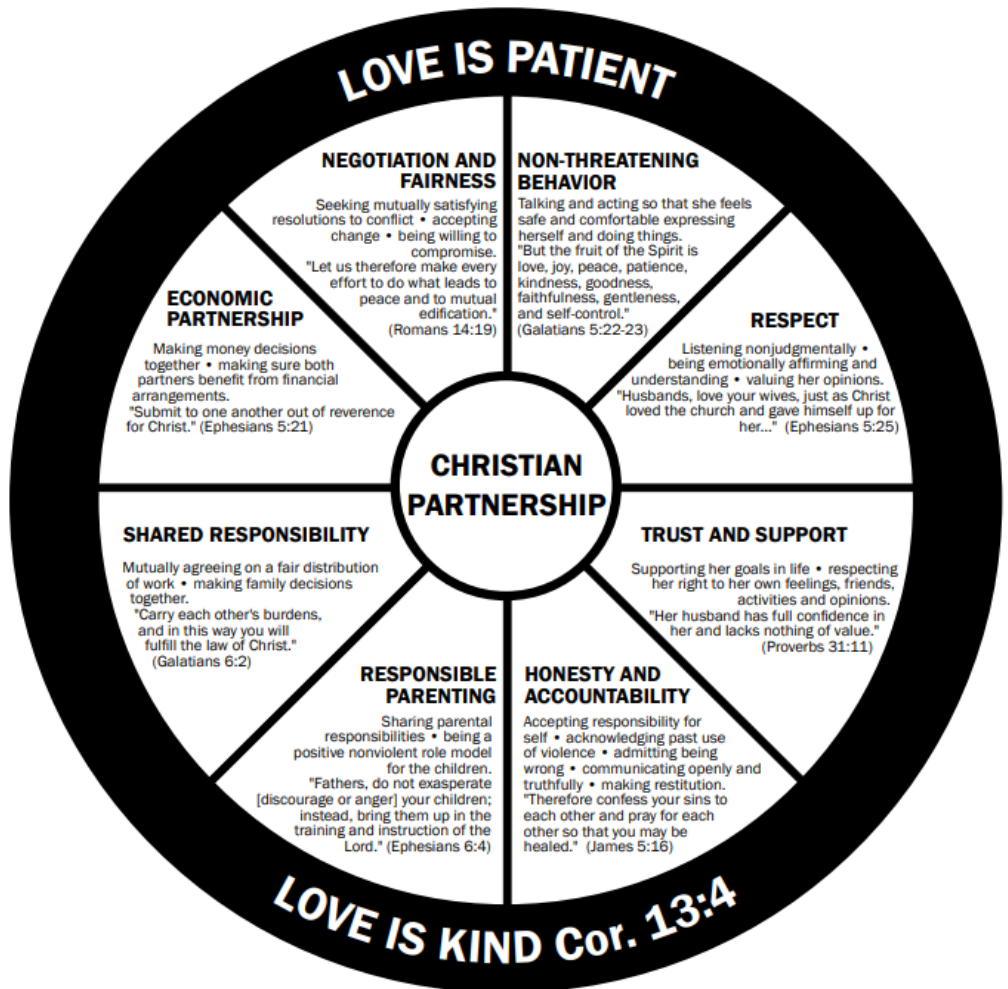 LOVE IS PATIENT
NEGOTIATION AND
FAIRNESS
Seeking mutually satisfying
resolutions to conflict • accepting
change • being willing to
compromise.
"Let us therefore make every
effort to do what leads to
peace and to mutual
edification."
(Romans 14:19)
NON-THREATENING
BEHAVIOR
Talking and acting so that she feels
safe and comfortable expressing
herself and doing things.
"But the fruit of the Spirit is
love, joy, peace, patience,
kindness, goodness,
faithfulness, gentleness,
and self-control."
(Galatians 5:22-23)
ECONOMIC
PARTNERSHIP
Making money decisions
together • making sure both
partners benefit from financial
arrangements.
"Submit to one another out of reverence
for Christ." (Ephesians 5:21)
RESPECT
Listening nonjudgmentally •
being emotionally affirming and
understanding • valuing her opinions.
"Husbands, love your wives, just as Christ
loved the church and gave himself up for
her..." (Ephesians 5:25)
CHRISTIAN
PARTNERSHIP
SHARED RESPONSIBILITY
Mutually agreeing on a fair distribution
of work • making family decisions
together.
"Carry each other's burdens,
and in this way you will
fulfill the law of Christ."
(Galatians 6:2)
TRUST AND SUPPORT
Supporting her goals in life • respecting
her right to her own feelings, friends,
activities and opinions.
"Her husband has full confidence in
her and lacks nothing of value."
(Proverbs 31:11)
RESPONSIBLE
PARENTING
Sharing parental
responsibilities • being a
positive nonviolent role model
for the children.
"Fathers, do not exasperate
[discourage or anger] your children;
instead, bring them up in the
training and instruction of the
Lord." (Ephesians 6:4)
HONESTY AND
ACCOUNTABILITY
Accepting responsibility for
self • acknowledging past use
of violence • admitting being
wrong • communicating openly and
truthfully • making restitution.
"Therefore confess your sins to
each other and pray for each
other so that you may be
healed." (James 5:16)
LOVE IS KIND Cor. 13:4